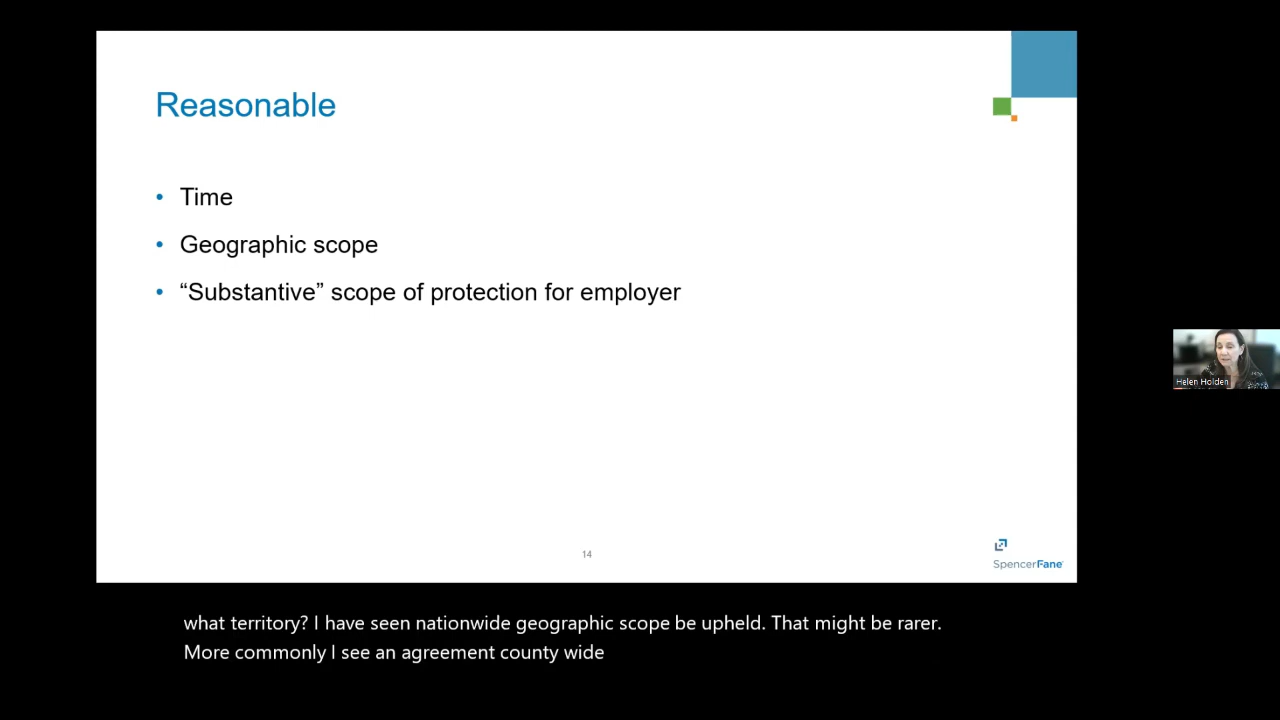 Reasonable
• Time
• Geographic scope
• “Substantive” scope of protection for employer
Helen Holden
14
SpencerFane
what territory? I have seen nationwide geographic scope be upheld. That might be rarer.
More commonly I see an agreement county wide